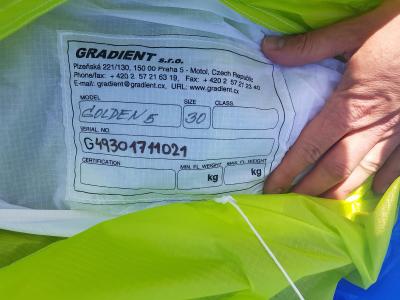 GRADIENT s.r.o.
Plzeňská 221/130, 150 00 Praha 5 - Motol, Czech Republic
Phone/fax: + 420 2 57 21 63 19, Fax: + 420 2 57 21 23 40
E-mail: gradient@gradient.cx, URL: www.gradient.cx
MODEL SIZE CLASS
GOLDEN 5 30
SERIAL NO.
G49301711021
CERTIFICATION MIN. FL. WEIGHT MAX. FL. WEIGHT
kg kg